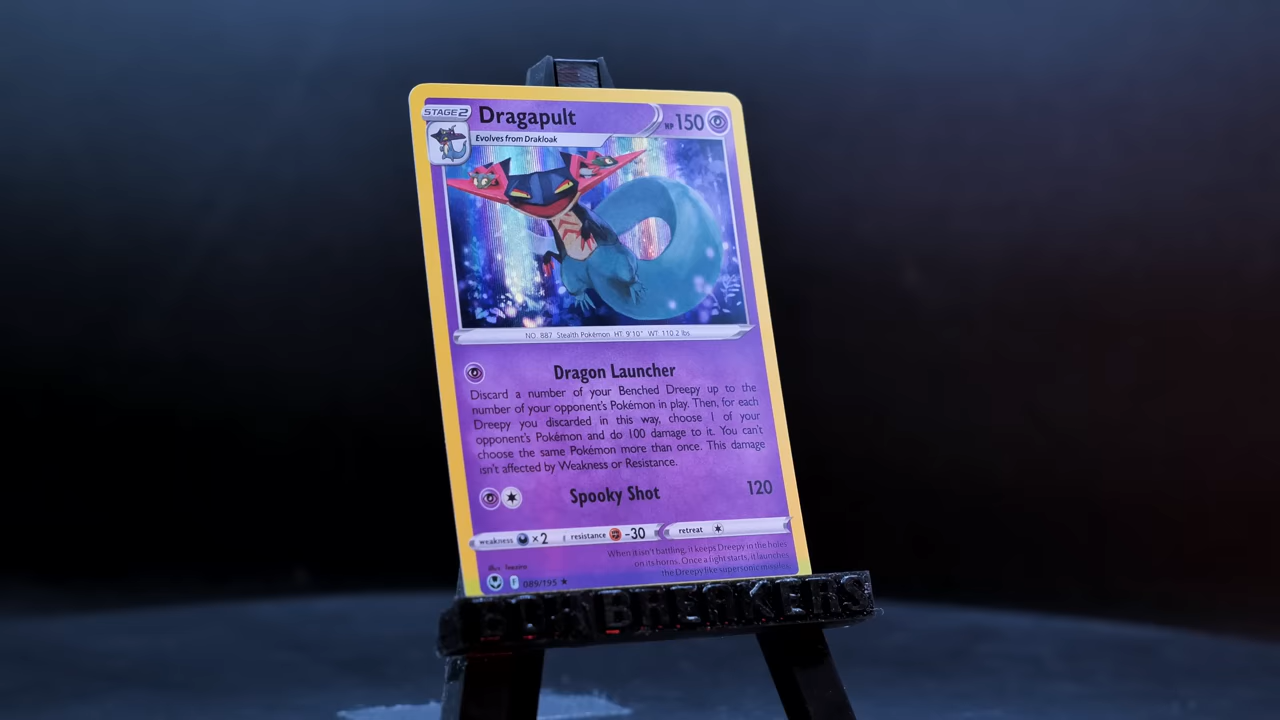 STAGE2
Dragapult
HP 150
Evolves from Drakloak
NO. 887 Stealth Pokémon HT: 9'10" WT: 110.2 lbs
Dragon Launcher
Discard a number of your Benched Dreepy up to the
number of your opponent's Pokémon in play. Then, for each
Dreepy you discarded in this way, choose 1 of your
opponent's Pokémon and do 100 damage to it. You can't
choose the same Pokémon more than once. This damage
isn't affected by Weakness or Resistance.
Spooky Shot 120
weakness ×2 resistance -30 retreat
When it isn't battling, it keeps Dreepy in the holes
on its horns. Once a fight starts, it launches
the Dreepy like supersonic missiles.
Illus.
089/195 ★